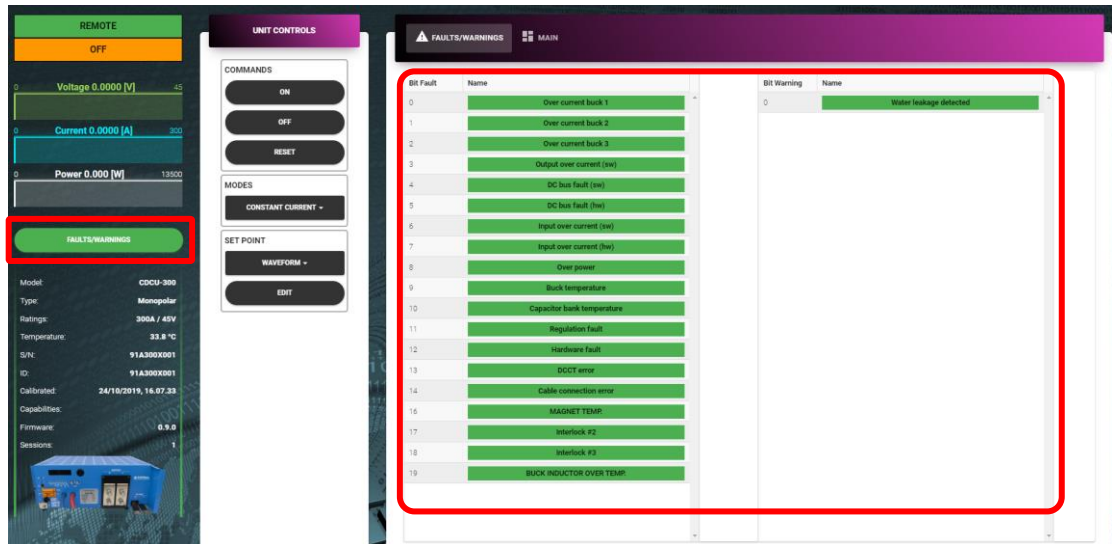 REMOTE
OFF
0 Voltage 0.0000 [V] 45
0 Current 0.0000 [A] 300
0 Power 0.000 [W] 13500
FAULTS/WARNINGS
Model: CDCU-300
Type: Monopolar
Ratings: 300A / 45V
Temperature: 33.8 °C
S/N: 91A300X001
ID: 91A300X001
Calibrated: 24/10/2019, 16.07.33
Capabilities:
Firmware: 0.9.0
Sessions: 1
UNIT CONTROLS
COMMANDS
ON
OFF
RESET
MODES
CONSTANT CURRENT
SET POINT
WAVEFORM
EDIT
FAULTS/WARNINGS MAIN
Bit Fault Name
0 Over current buck 1
1 Over current buck 2
2 Over current buck 3
3 Output over current (sw)
4 DC bus fault (sw)
5 DC bus fault (hw)
6 Input over current (sw)
7 Input over current (hw)
8 Over power
9 Buck temperature
10 Capacitor bank temperature
11 Regulation fault
12 Hardware fault
13 DCCT error
14 Cable connection error
16 MAGNET TEMP.
17 Interlock #2
18 Interlock #3
19 BUCK INDUCTOR OVER TEMP.
Bit Warning Name
0 Water leakage detected